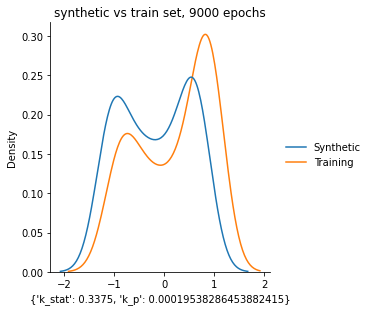 synthetic vs train set, 9000 epochs
0.30
0.25
0.20
0.15
0.10
0.05
0.00
Density
−2
−1
0
1
2
{'k_stat': 0.3375, 'k_p': 0.00019538286453882415}
Synthetic
Training